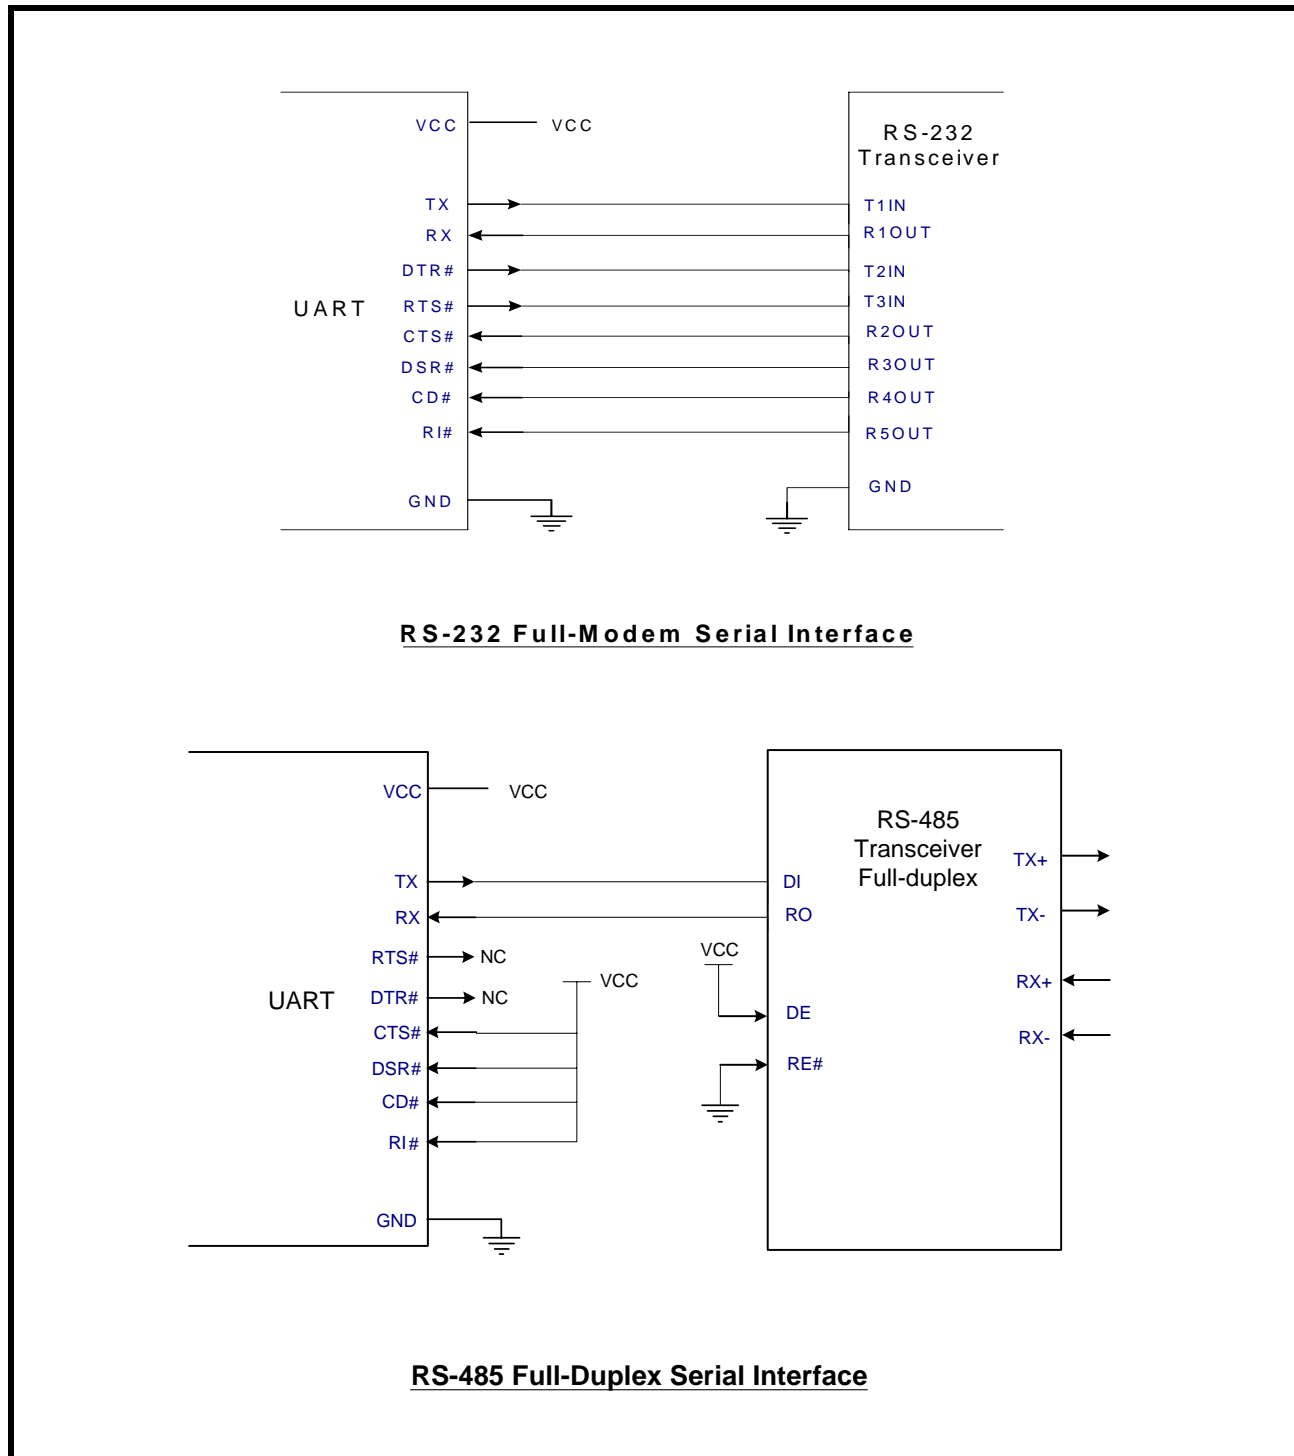 VCC VCC
RS-232
Transceiver
TX T1IN
RX R1OUT
DTR# T2IN
UART RTS# T3IN
CTS# R2OUT
DSR# R3OUT
CD# R4OUT
RI# R5OUT
GND GND
RS-232 Full-Modem Serial Interface
VCC VCC
RS-485
Transceiver
Full-duplex
TX+
TX DI
RX RO TX-
RTS# NC VCC
VCC RX+
UART DTR# NC
DE
CTS# RX-
DSR# RE#
CD#
RI#
GND
RS-485 Full-Duplex Serial Interface